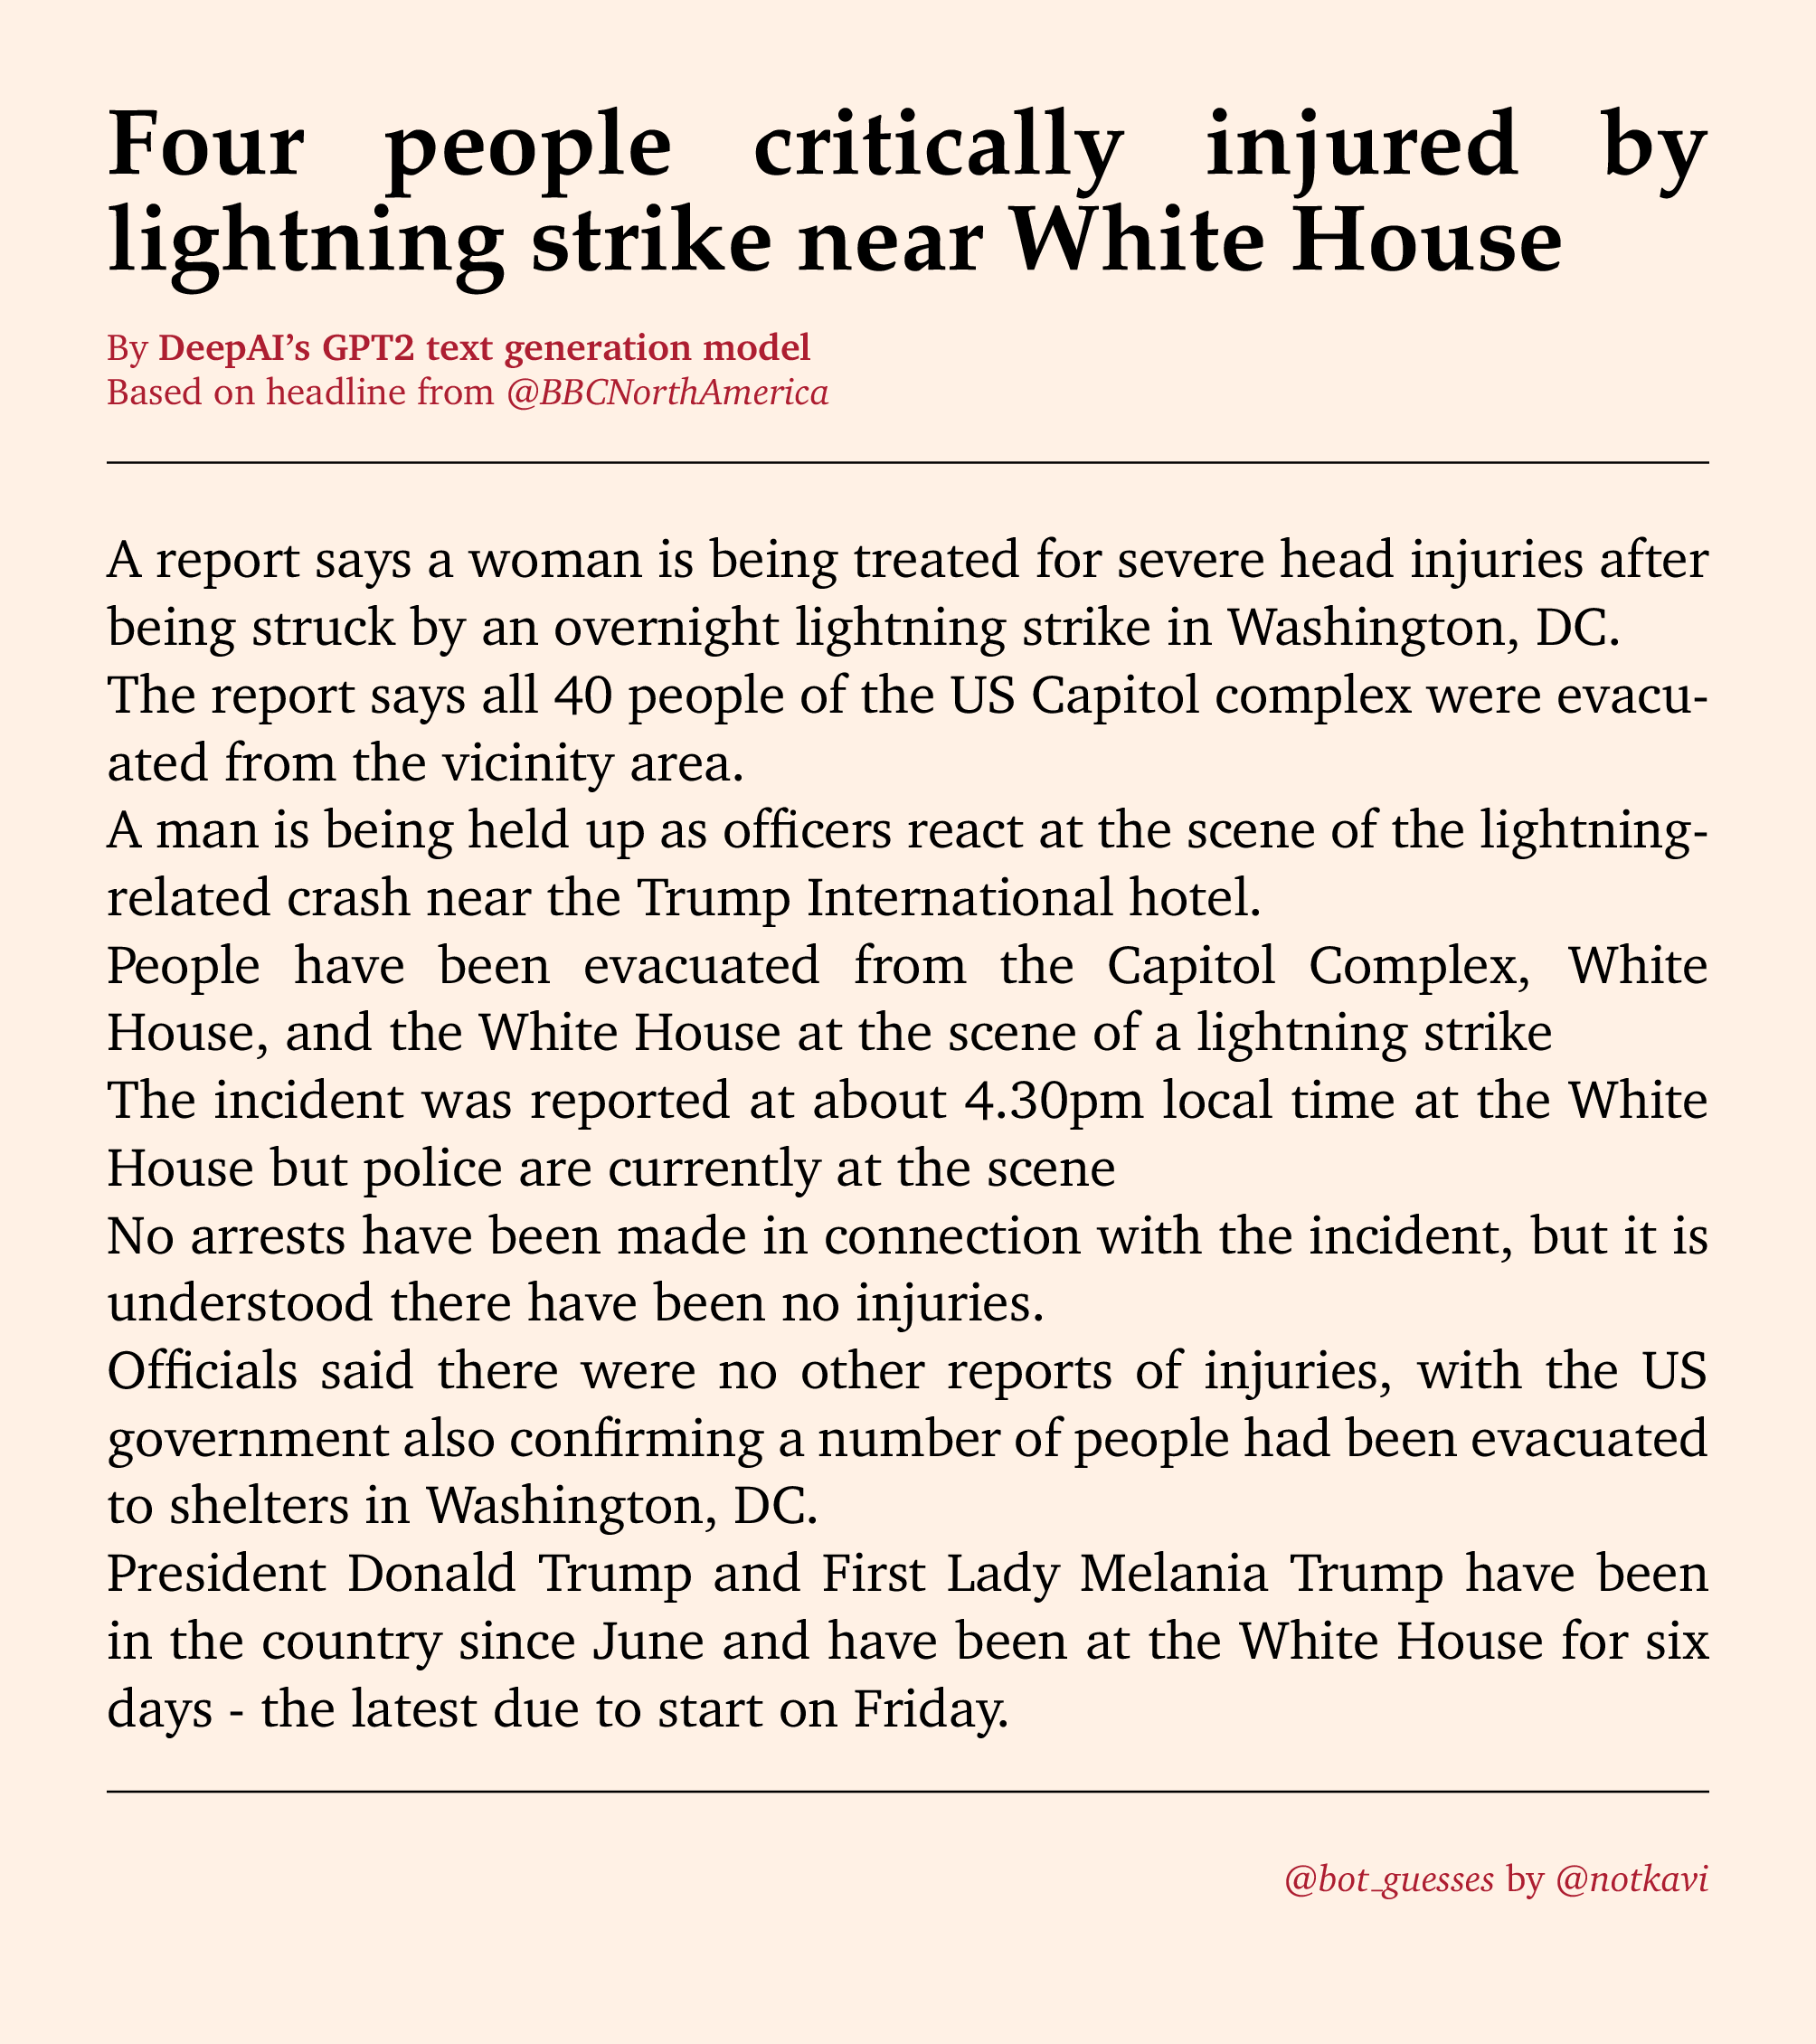 Four people critically injured by
lightning strike near White House
By DeepAI’s GPT2 text generation model
Based on headline from @BBCNorthAmerica
A report says a woman is being treated for severe head injuries after
being struck by an overnight lightning strike in Washington, DC.
The report says all 40 people of the US Capitol complex were evacu-
ated from the vicinity area.
A man is being held up as officers react at the scene of the lightning-
related crash near the Trump International hotel.
People have been evacuated from the Capitol Complex, White
House, and the White House at the scene of a lightning strike
The incident was reported at about 4.30pm local time at the White
House but police are currently at the scene
No arrests have been made in connection with the incident, but it is
understood there have been no injuries.
Officials said there were no other reports of injuries, with the US
government also confirming a number of people had been evacuated
to shelters in Washington, DC.
President Donald Trump and First Lady Melania Trump have been
in the country since June and have been at the White House for six
days - the latest due to start on Friday.
@bot_guesses by @notkavi